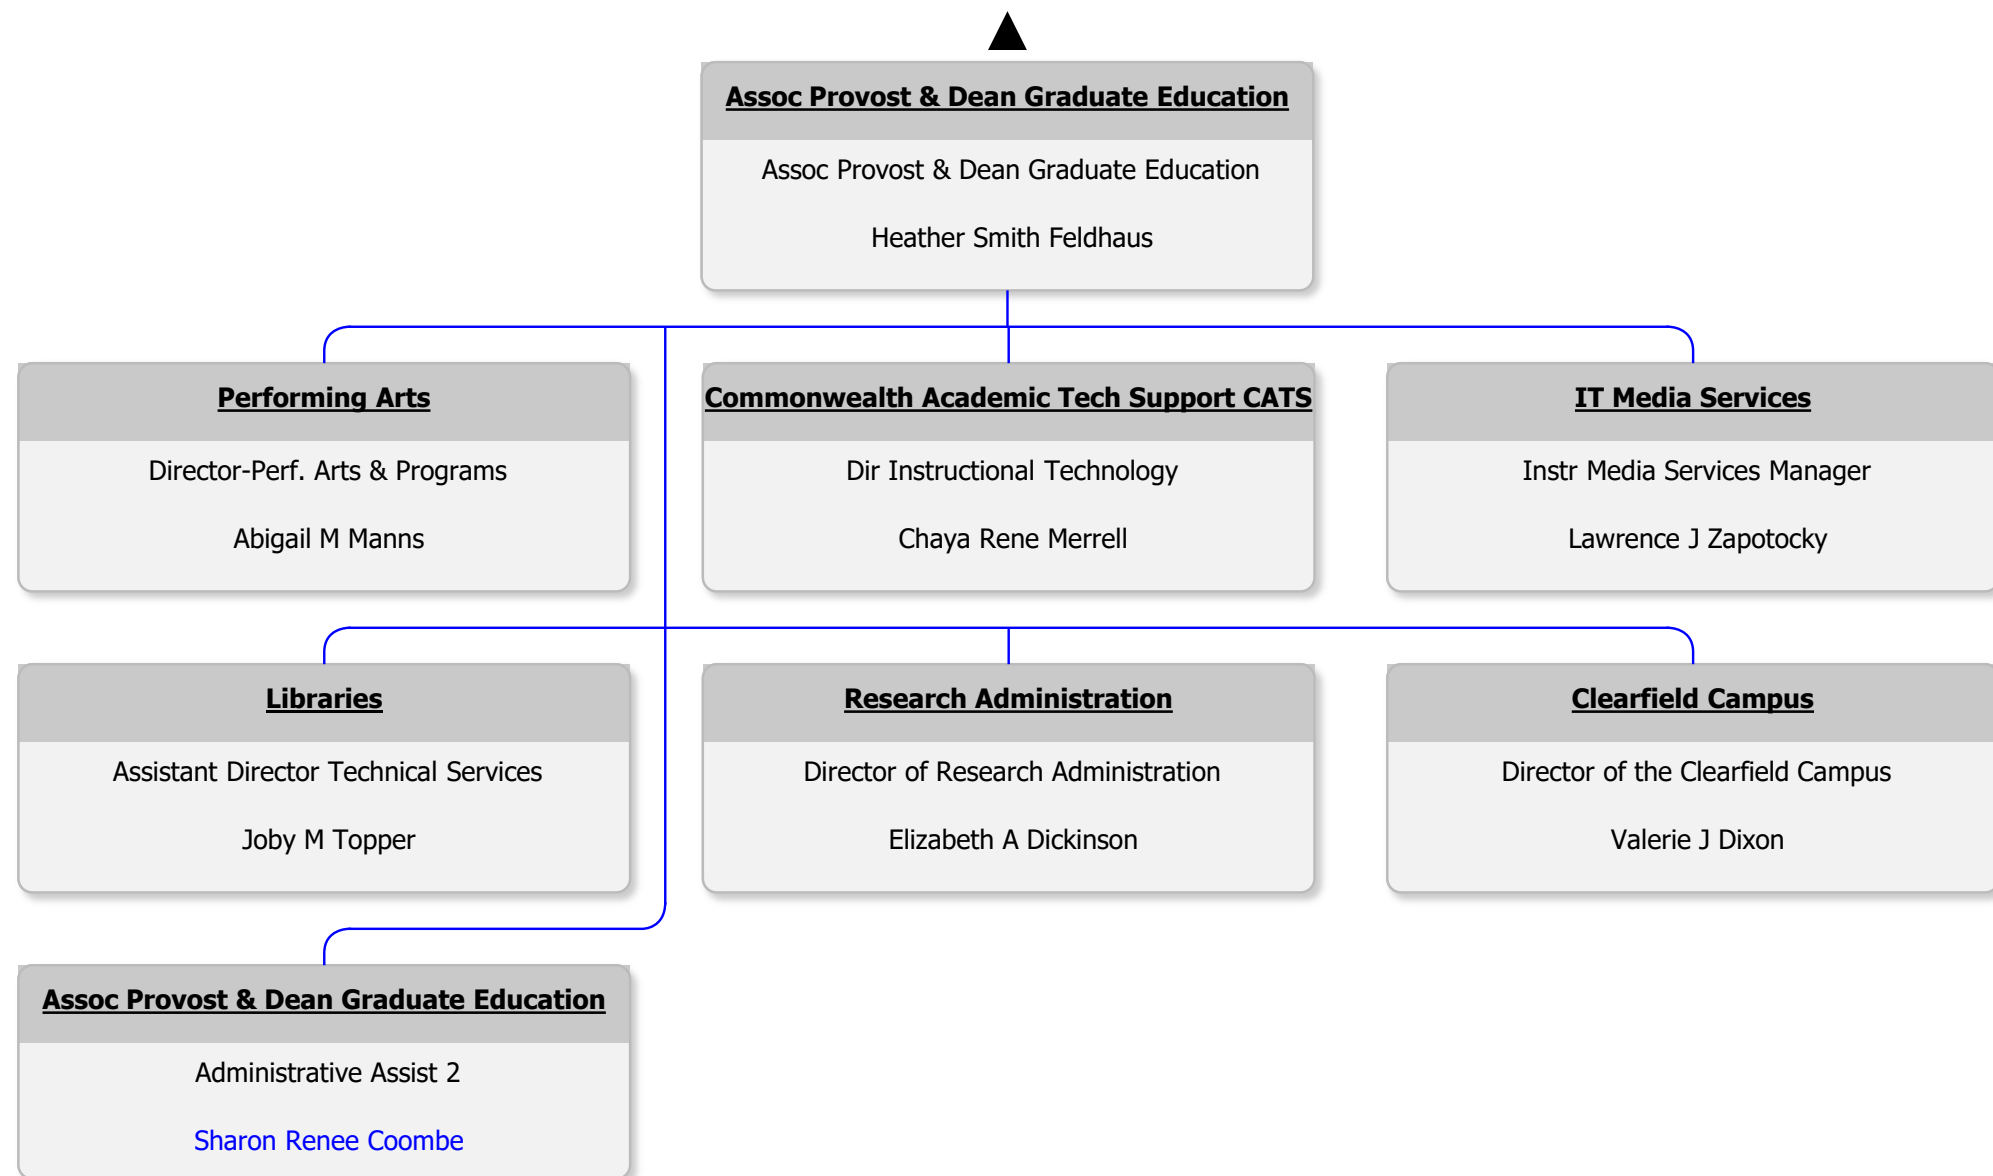 Assoc Provost & Dean Graduate Education
Assoc Provost & Dean Graduate Education
Heather Smith Feldhaus
Performing Arts
Director-Perf. Arts & Programs
Abigail M Manns
Commonwealth Academic Tech Support CATS
Dir Instructional Technology
Chaya Rene Merrell
IT Media Services
Instr Media Services Manager
Lawrence J Zapotocky
Libraries
Assistant Director Technical Services
Joby M Topper
Research Administration
Director of Research Administration
Elizabeth A Dickinson
Clearfield Campus
Director of the Clearfield Campus
Valerie J Dixon
Assoc Provost & Dean Graduate Education
Administrative Assist 2
Sharon Renee Coombe